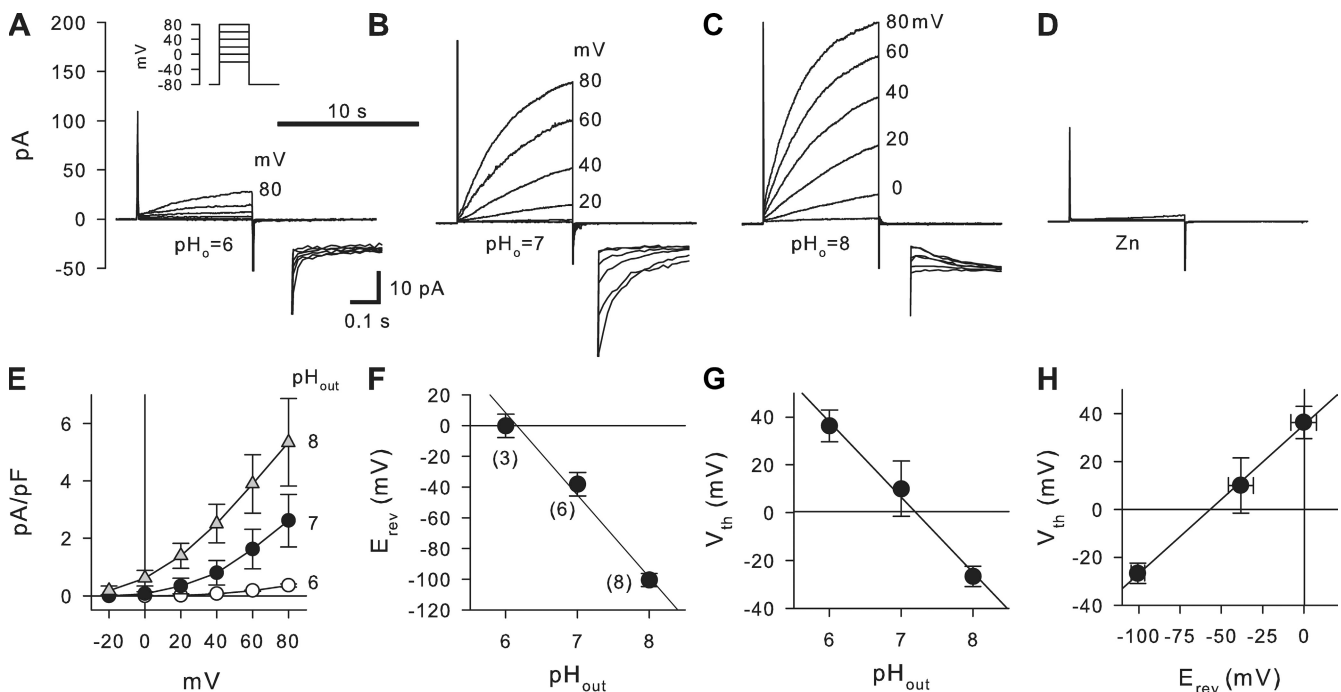 A
B
C
D
200
150
100
50
0
-50
pA
mV
80
40
0
-40
-80
10 s
mV
80
pHo=6
10 pA
0.1 s
mV
80
60
40
20
pHo=7
80 mV
60
40
20
0
pHo=8
Zn
E
pHout
8
7
6
6
4
2
0
pA/pF
-20 0 20 40 60 80
mV
F
20
0
-20
-40
-60
-80
-100
-120
Erev (mV)
(3)
(6)
(8)
6 7 8
pHout
G
40
20
0
-20
-40
Vth (mV)
6 7 8
pHout
H
40
20
0
-20
-40
Vth (mV)
-100 -75 -50 -25 0
Erev (mV)